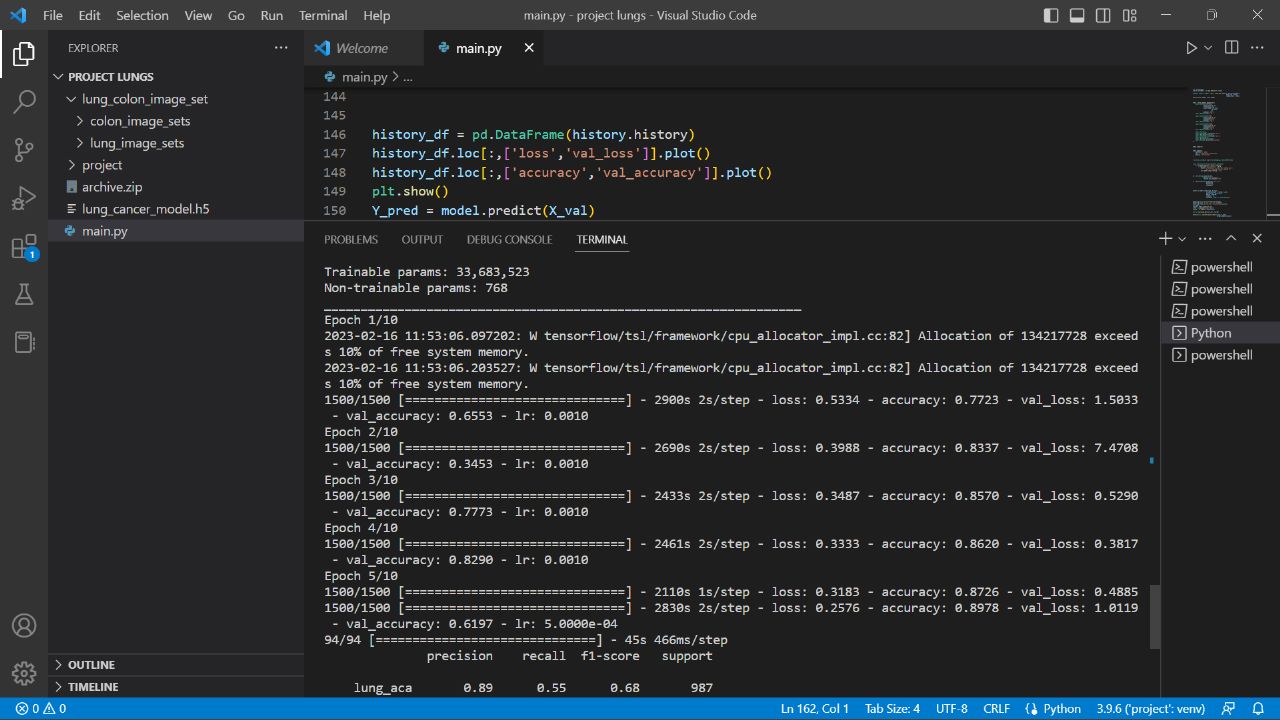 File Edit Selection View Go Run Terminal Help
main.py - project lungs - Visual Studio Code
EXPLORER
PROJECT LUNGS
lung_colon_image_set
colon_image_sets
lung_image_sets
project
archive.zip
lung_cancer_model.h5
main.py
OUTLINE
TIMELINE
1
Welcome
main.py
main.py > ...
144
145
146 history_df = pd.DataFrame(history.history)
147 history_df.loc[:,['loss','val_loss']].plot()
148 history_df.loc[:,['accuracy','val_accuracy']].plot()
149 plt.show()
150 Y_pred = model.predict(X_val)
PROBLEMS OUTPUT DEBUG CONSOLE TERMINAL
Trainable params: 33,683,523
Non-trainable params: 768
_________________________________________________________________
Epoch 1/10
2023-02-16 11:53:06.097202: W tensorflow/tsl/framework/cpu_allocator_impl.cc:82] Allocation of 134217728 exceed
s 10% of free system memory.
2023-02-16 11:53:06.203527: W tensorflow/tsl/framework/cpu_allocator_impl.cc:82] Allocation of 134217728 exceed
s 10% of free system memory.
1500/1500 [==============================] - 2900s 2s/step - loss: 0.5334 - accuracy: 0.7723 - val_loss: 1.5033
- val_accuracy: 0.6553 - lr: 0.0010
Epoch 2/10
1500/1500 [==============================] - 2690s 2s/step - loss: 0.3988 - accuracy: 0.8337 - val_loss: 7.4708
- val_accuracy: 0.3453 - lr: 0.0010
Epoch 3/10
1500/1500 [==============================] - 2433s 2s/step - loss: 0.3487 - accuracy: 0.8570 - val_loss: 0.5290
- val_accuracy: 0.7773 - lr: 0.0010
Epoch 4/10
1500/1500 [==============================] - 2461s 2s/step - loss: 0.3333 - accuracy: 0.8620 - val_loss: 0.3817
- val_accuracy: 0.8290 - lr: 0.0010
Epoch 5/10
1500/1500 [==============================] - 2110s 1s/step - loss: 0.3183 - accuracy: 0.8726 - val_loss: 0.4885
1500/1500 [==============================] - 2830s 2s/step - loss: 0.2576 - accuracy: 0.8978 - val_loss: 1.0119
- val_accuracy: 0.6197 - lr: 5.0000e-04
94/94 [==============================] - 45s 466ms/step
precision recall f1-score support
lung_aca 0.89 0.55 0.68 987
powershell
powershell
powershell
Python
powershell
0 0
Ln 162, Col 1 Tab Size: 4 UTF-8 CRLF Python 3.9.6 ('project': venv)